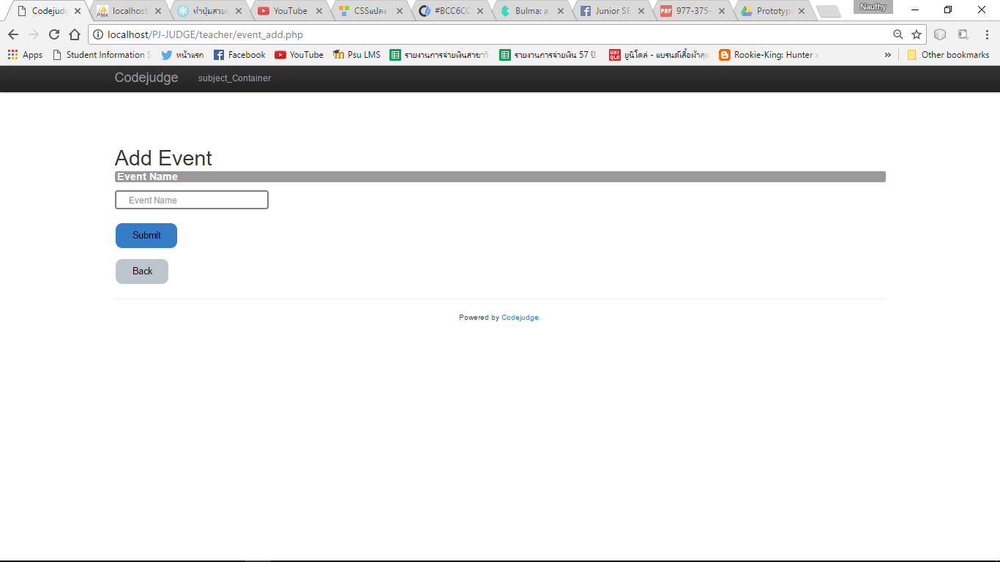 Codejudg
localhost
ทำปุ่มสวยๆ
YouTube
CSSแปลง
#BCC6CC
Bulma: a
Junior SE
977-375-
Prototype
Nauthy
localhost/PJ-JUDGE/teacher/event_add.php
Apps
Student Information S
หน้าแรก
Facebook
YouTube
Psu LMS
รายงานการจ่ายเงินสาขาวิ
รายงานการจ่ายเงิน 57 ปี
ยูนิโคล่ - แบรนด์เสื้อผ้าสุด
Rookie-King: Hunter x
»
Other bookmarks
Codejudge
subject_Container
Add Event
Event Name
Event Name
Submit
Back
Powered by Codejudge.